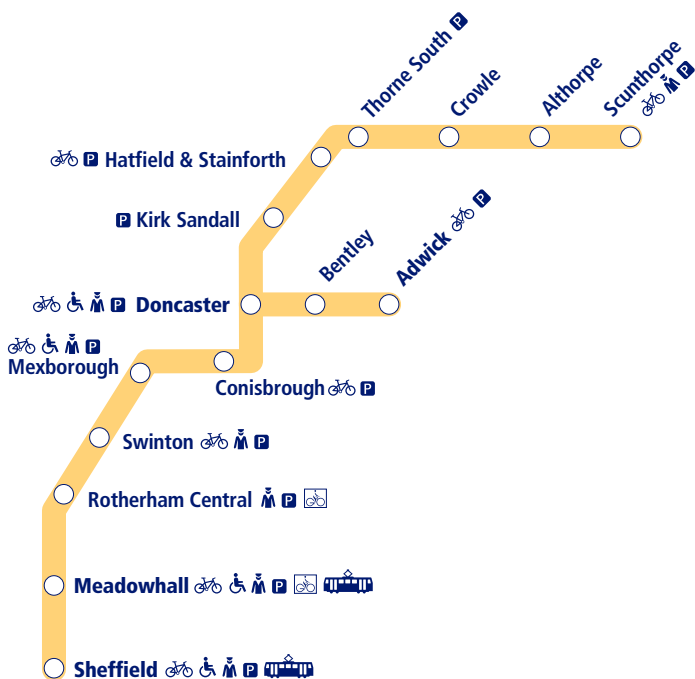 Thorne South P
Crowle
Althorpe
Scunthorpe
P
P Hatfield & Stainforth
P Kirk Sandall
Bentley
Adwick P
P Doncaster
P
Mexborough
Conisbrough P
Swinton P
Rotherham Central P
Meadowhall P
Sheffield P